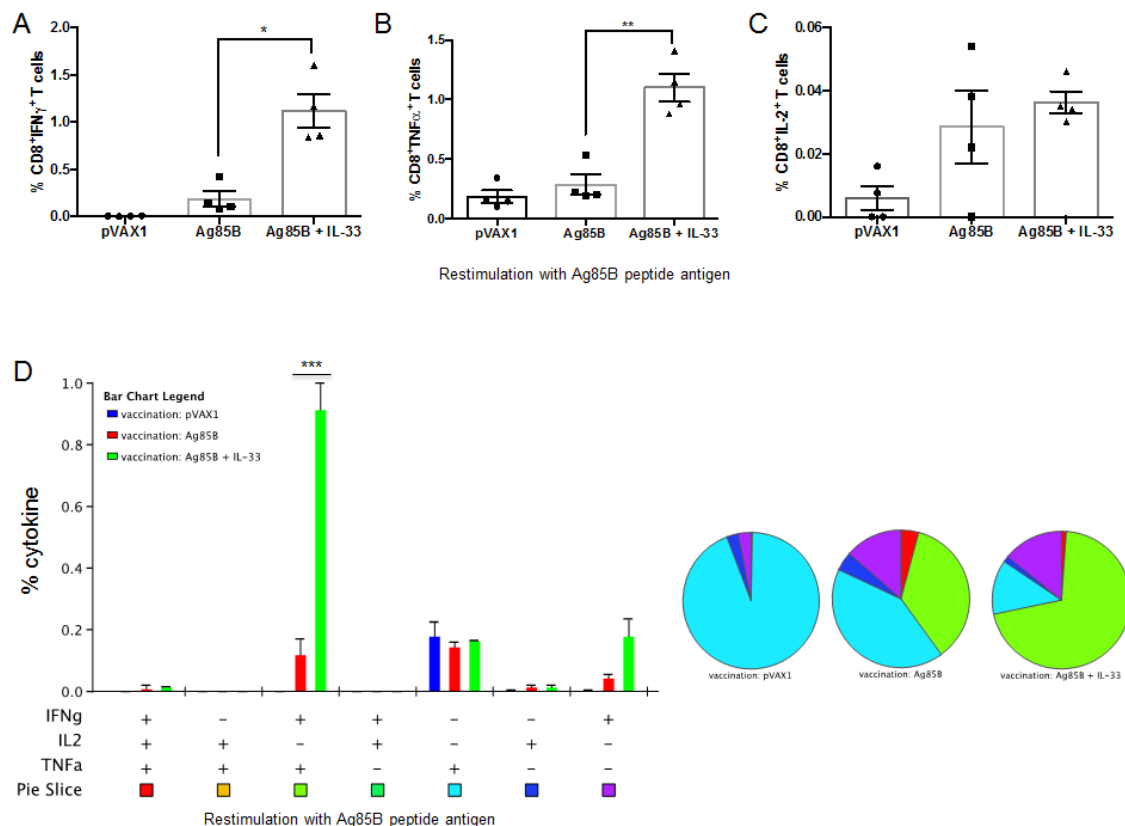 A
B
C
*
**
% CD8+IFN-γ+ T cells
2.0
1.5
1.0
0.5
0.0
pVAX1 Ag85B Ag85B + IL-33
% CD8+TNFα+ T cells
1.5
1.0
0.5
0.0
pVAX1 Ag85B Ag85B + IL-33
% CD8+IL-2+ T cells
0.06
0.04
0.02
0.00
pVAX1 Ag85B Ag85B + IL-33
Restimulation with Ag85B peptide antigen
D
***
% cytokine
1.0
0.8
0.6
0.4
0.2
0.0
Bar Chart Legend
vaccination: pVAX1
vaccination: Ag85B
vaccination: Ag85B + IL-33
IFNg + – + + – – +
IL2 + + – + – + –
TNFa + + + – + – –
Pie Slice
Restimulation with Ag85B peptide antigen
vaccination: pVAX1
vaccination: Ag85B
vaccination: Ag85B + IL-33